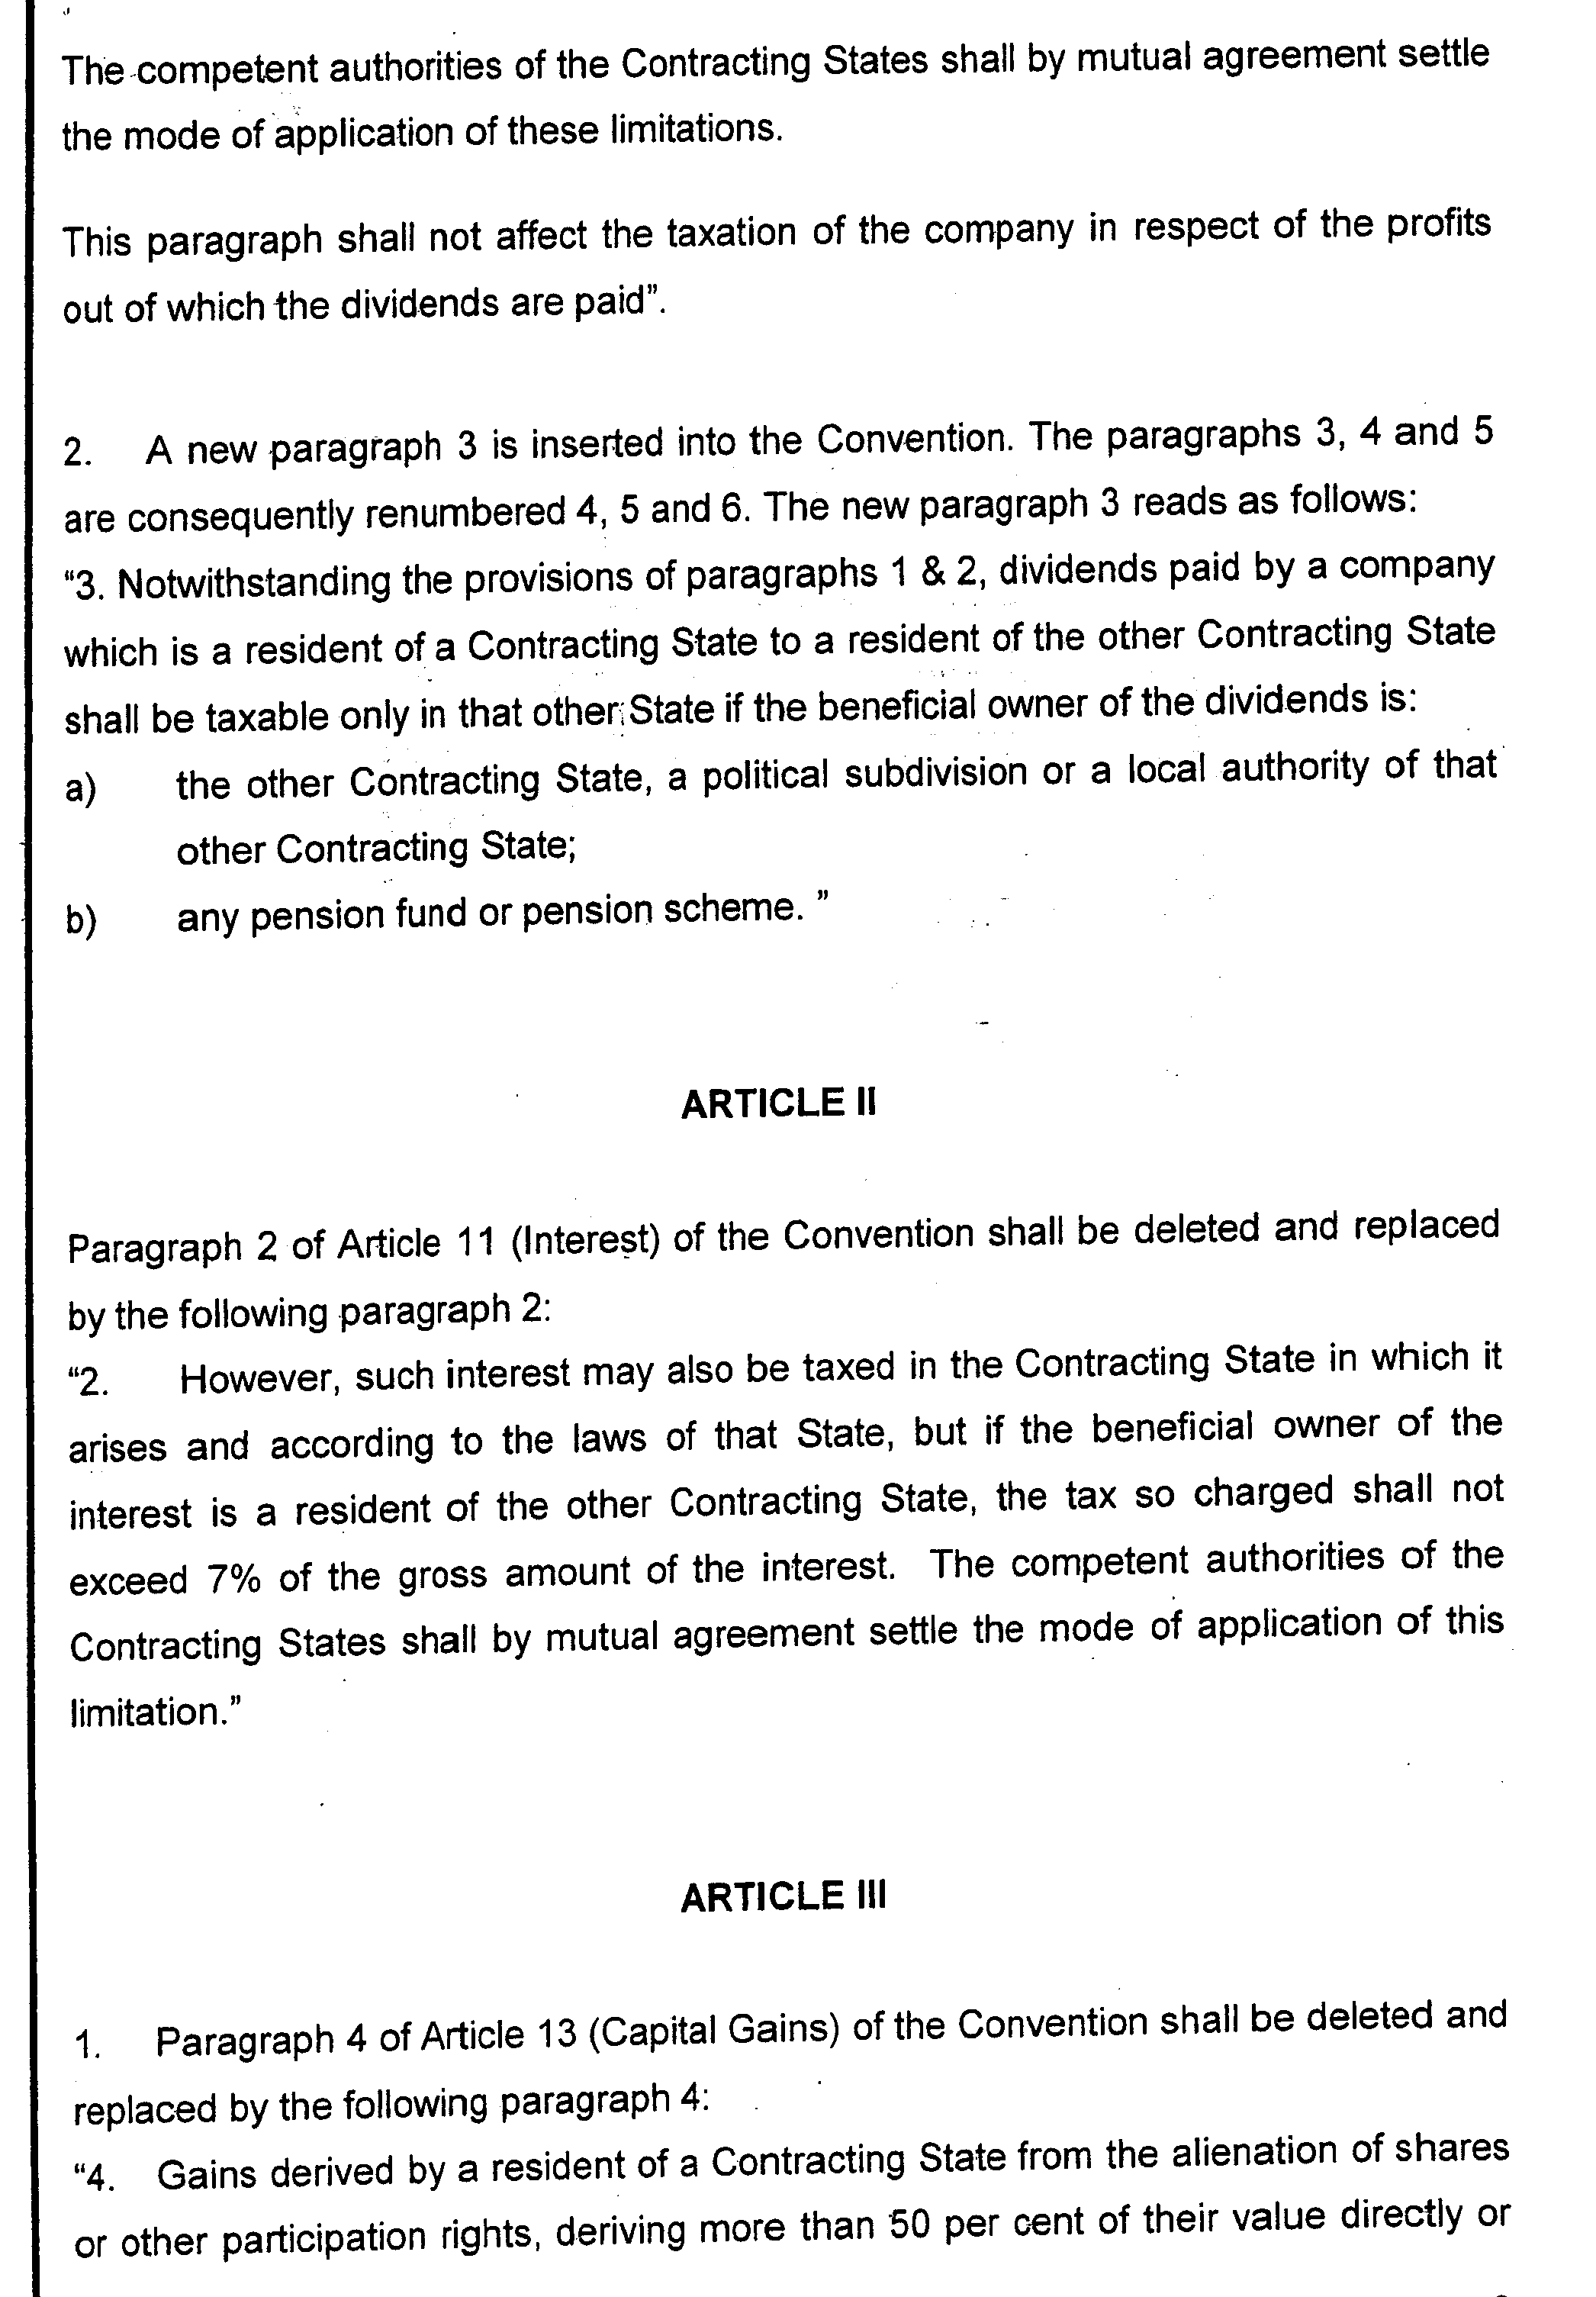 The competent authorities of the Contracting States shall by mutual agreement settle
the mode of application of these limitations.
This paragraph shall not affect the taxation of the company in respect of the profits
out of which the dividends are paid”.
2. A new paragraph 3 is inserted into the Convention. The paragraphs 3, 4 and 5
are consequently renumbered 4, 5 and 6. The new paragraph 3 reads as follows:
“3. Notwithstanding the provisions of paragraphs 1 & 2, dividends paid by a company
which is a resident of a Contracting State to a resident of the other Contracting State
shall be taxable only in that other State if the beneficial owner of the dividends is:
a) the other Contracting State, a political subdivision or a local authority of that
other Contracting State;
b) any pension fund or pension scheme. ”
ARTICLE II
Paragraph 2 of Article 11 (Interest) of the Convention shall be deleted and replaced
by the following paragraph 2:
“2. However, such interest may also be taxed in the Contracting State in which it
arises and according to the laws of that State, but if the beneficial owner of the
interest is a resident of the other Contracting State, the tax so charged shall not
exceed 7% of the gross amount of the interest. The competent authorities of the
Contracting States shall by mutual agreement settle the mode of application of this
limitation.”
ARTICLE III
1. Paragraph 4 of Article 13 (Capital Gains) of the Convention shall be deleted and
replaced by the following paragraph 4:
“4. Gains derived by a resident of a Contracting State from the alienation of shares
or other participation rights, deriving more than 50 per cent of their value directly or